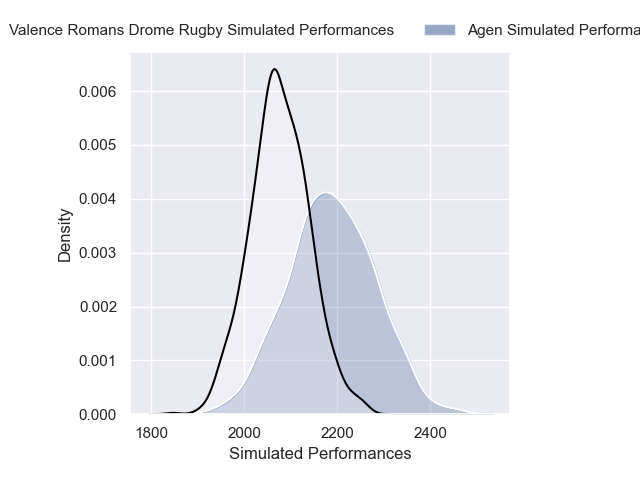 Valence Romans Drome Rugby Simulated Performances
Agen Simulated Performa
0.006
0.005
0.004
0.003
0.002
0.001
0.000
Density
1800 2000 2200 2400
Simulated Performances